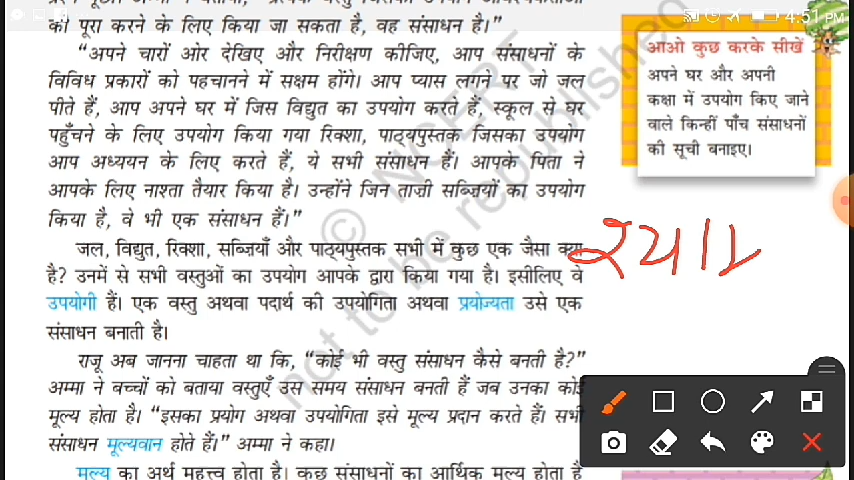 4:51 PM
को पूरा करने के लिए किया जा सकता है, वह संसाधन है।"
"अपने चारों ओर देखिए और निरीक्षण कीजिए, आप संसाधनों के
विविध प्रकारों को पहचानने में सक्षम होंगे। आप प्यास लगने पर जो जल
पीते हैं, आप अपने घर में जिस विद्युत का उपयोग करते हैं, स्कूल से घर
पहुँचने के लिए उपयोग किया गया रिक्शा, पाठ्यपुस्तक जिसका उपयोग
आप अध्ययन के लिए करते हैं, ये सभी संसाधन हैं। आपके पिता ने
आपके लिए नाश्ता तैयार किया है। उन्होंने जिन ताज़ी सब्ज़ियों का उपयोग
किया है, वे भी एक संसाधन हैं।"
जल, विद्युत, रिक्शा, सब्ज़ियाँ और पाठ्यपुस्तक सभी में कुछ एक जैसा क्या
है? उनमें से सभी वस्तुओं का उपयोग आपके द्वारा किया गया है। इसीलिए वे
उपयोगी हैं। एक वस्तु अथवा पदार्थ की उपयोगिता अथवा प्रयोज्यता उसे एक
संसाधन बनाती है।
राजू अब जानना चाहता था कि, "कोई भी वस्तु संसाधन कैसे बनती है?"
अम्मा ने बच्चों को बताया वस्तुएँ उस समय संसाधन बनती हैं जब उनका कोई
मूल्य होता है। "इसका प्रयोग अथवा उपयोगिता इसे मूल्य प्रदान करते हैं। सभी
संसाधन मूल्यवान होते हैं।" अम्मा ने कहा।
मूल्य का अर्थ महत्त्व होता है। कुछ संसाधनों का आर्थिक मूल्य होता है
आओ कुछ करके सीखें
अपने घर और अपनी
कक्षा में उपयोग किए जाने
वाले किन्हीं पाँच संसाधनों
की सूची बनाइए।
© NCERT
not to be republished